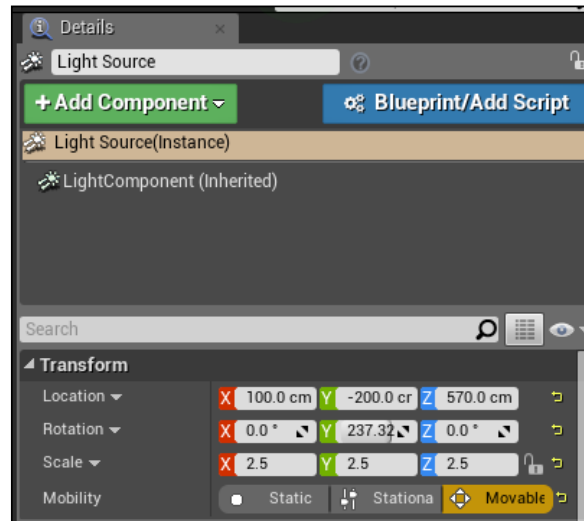 Details
Light Source
+ Add Component
Blueprint/Add Script
Light Source(Instance)
LightComponent (Inherited)
Search
Transform
Location X 100.0 cm Y -200.0 cr Z 570.0 cm
Rotation X 0.0 ° Y 237.32 Z 0.0 °
Scale X 2.5 Y 2.5 Z 2.5
Mobility Static Stationa Movable